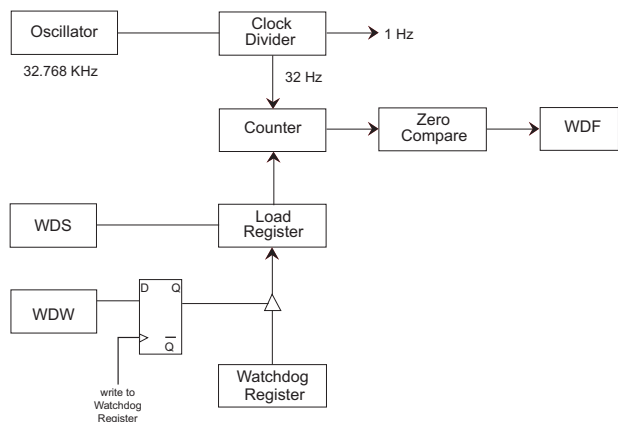 Oscillator
Clock
Divider
1 Hz
32.768 KHz
32 Hz
Counter
Zero
Compare
WDF
WDS
Load
Register
WDW
D Q
Q
write to
Watchdog
Register
Watchdog
Register